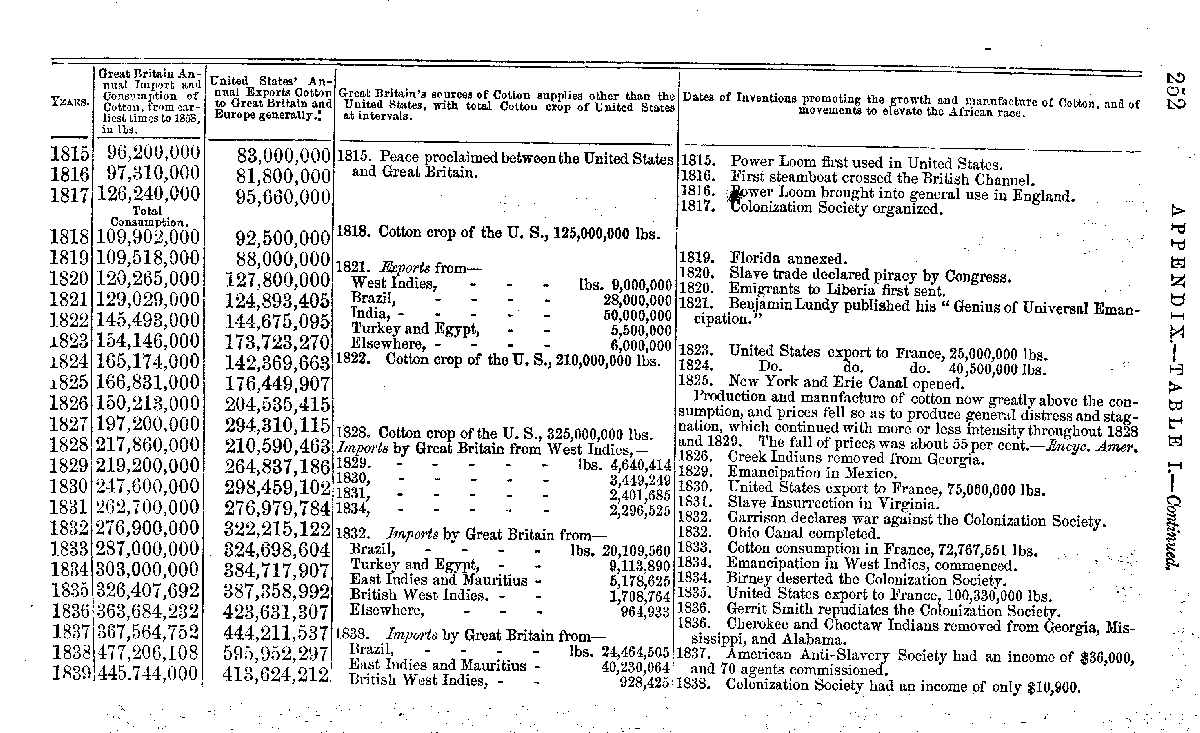 252 APPENDIX.—TABLE I.—Continued.
YEARS.
Great Britain An-
nual Import and
Consumption of
Cotton, from ear-
liest times to 1868,
in lbs.
United States' An-
nual Exports Cotton
to Great Britain and
Europe generally.
Great Britain's sources of Cotton supplies other than the
United States, with total Cotton crop of United States
at intervals.
Dates of Inventions promoting the growth and manufacture of Cotton, and of
movements to elevate the African race.
1815 96,200,000 83,000,000
1816 97,310,000 81,800,000
1817 126,240,000 95,660,000
Total
Consumption.
1818 109,902,000 92,500,000
1819 109,518,000 88,000,000
1820 120,265,000 127,800,000
1821 129,029,000 124,893,405
1822 145,493,000 144,675,095
1823 154,146,000 173,723,270
1824 165,174,000 142,369,663
1825 166,831,000 176,449,907
1826 150,213,000 204,535,415
1827 197,200,000 294,310,115
1828 217,860,000 210,590,463
1829 219,200,000 264,837,186
1830 247,600,000 298,459,102
1831 262,700,000 276,979,784
1832 276,900,000 322,215,122
1833 287,000,000 324,698,604
1834 303,000,000 384,717,907
1835 326,407,692 387,358,992
1836 363,684,232 423,631,307
1837 367,564,752 444,211,537
1838 477,206,108 595,952,297
1839 445.744,000 413,624,212
1815. Peace proclaimed between the United States
and Great Britain.
1818. Cotton crop of the U. S., 125,000,000 lbs.
1821. Exports from—
West Indies, - - - lbs. 9,000,000
Brazil, - - - - 28,000,000
India, - - - - - 50,000,000
Turkey and Egypt, - - 5,500,000
Elsewhere, - - - - 6,000,000
1822. Cotton crop of the U. S., 210,000,000 lbs.
1828. Cotton crop of the U. S., 325,000,000 lbs.
Imports by Great Britain from West Indies,—
1829. - - - - - lbs. 4,640,414
1830, - - - - - 3,449,249
1831, - - - - - 2,401,685
1834, - - - - - 2,296,525
1832. Imports by Great Britain from—
Brazil, - - - - lbs. 20,109,560
Turkey and Egypt, - - 9,113,890
East Indies and Mauritius - 5,178,625
British West Indies. - - 1,708,764
Elsewhere, - - - 964,933
1838. Imports by Great Britain from—
Brazil, - - - - lbs. 24,464,505
East Indies and Mauritius - 40,230,064
British West Indies, - - 928,425
1815. Power Loom first used in United States.
1816. First steamboat crossed the British Channel.
1816. Power Loom brought into general use in England.
1817. Colonization Society organized.
1819. Florida annexed.
1820. Slave trade declared piracy by Congress.
1820. Emigrants to Liberia first sent.
1821. Benjamin Lundy published his "Genius of Universal Eman-
cipation."
1823. United States export to France, 25,000,000 lbs.
1824. Do. do. do. 40,500,000 lbs.
1825. New York and Erie Canal opened.
Production and manufacture of cotton now greatly above the con-
sumption, and prices fell so as to produce general distress and stag-
nation, which continued with more or less intensity throughout 1828
and 1829. The fall of prices was about 55 per cent.—Encyc. Amer.
1826. Creek Indians removed from Georgia.
1829. Emancipation in Mexico.
1830. United States export to France, 75,000,000 lbs.
1831. Slave Insurrection in Virginia.
1832. Garrison declares war against the Colonization Society.
1832. Ohio Canal completed.
1833. Cotton consumption in France, 72,767,551 lbs.
1834. Emancipation in West Indies, commenced.
1834. Birney deserted the Colonization Society.
1835. United States export to France, 100,330,000 lbs.
1836. Gerrit Smith repudiates the Colonization Society.
1836. Cherokee and Choctaw Indians removed from Georgia, Mis-
sissippi, and Alabama.
1837. American Anti-Slavery Society had an income of $36,000,
and 70 agents commissioned.
1838. Colonization Society had an income of only $10,900.